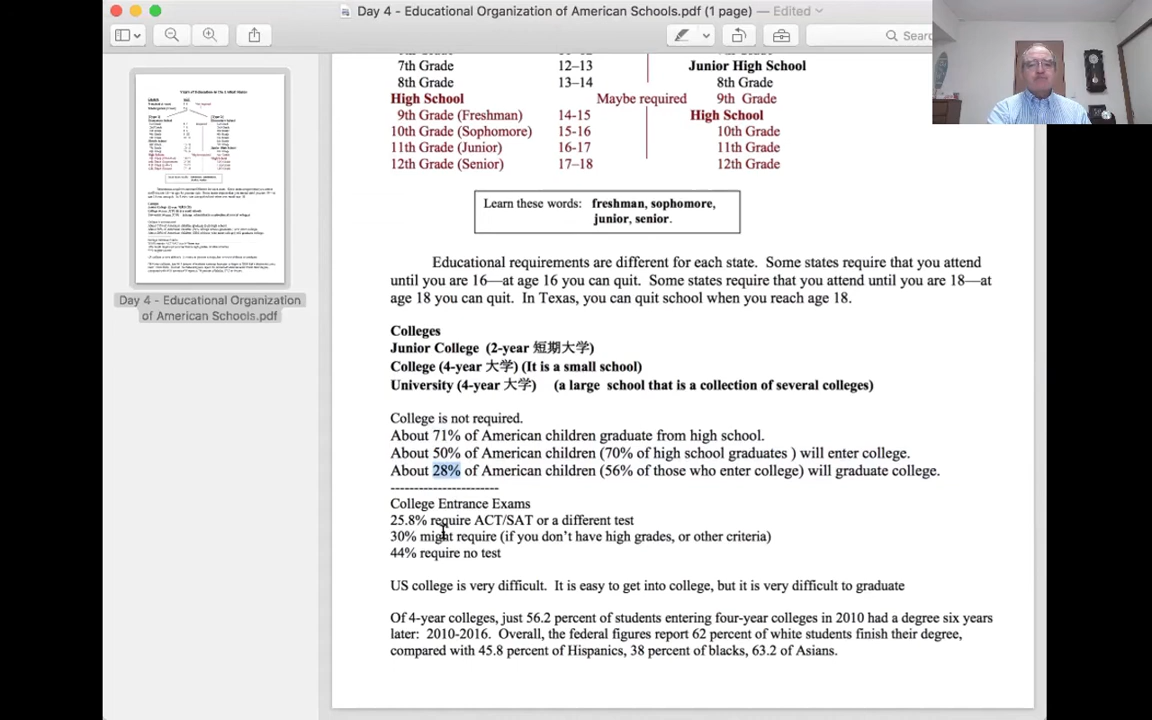 Day 4 - Educational Organization of American Schools.pdf (1 page) — Edited
Sear
Day 4 - Educational Organization
of American Schools.pdf
7th Grade 12–13 Junior High School
8th Grade 13–14 8th Grade
High School Maybe required 9th Grade
9th Grade (Freshman) 14-15 High School
10th Grade (Sophomore) 15-16 10th Grade
11th Grade (Junior) 16-17 11th Grade
12th Grade (Senior) 17–18 12th Grade
Learn these words: freshman, sophomore,
junior, senior.
Educational requirements are different for each state. Some states require that you attend
until you are 16—at age 16 you can quit. Some states require that you attend until you are 18—at
age 18 you can quit. In Texas, you can quit school when you reach age 18.
Colleges
Junior College (2-year 短期大学)
College (4-year 大学) (It is a small school)
University (4-year 大学) (a large school that is a collection of several colleges)
College is not required.
About 71% of American children graduate from high school.
About 50% of American children (70% of high school graduates ) will enter college.
About 28% of American children (56% of those who enter college) will graduate college.
-----------------------
College Entrance Exams
25.8% require ACT/SAT or a different test
30% might require (if you don't have high grades, or other criteria)
44% require no test
US college is very difficult. It is easy to get into college, but it is very difficult to graduate
Of 4-year colleges, just 56.2 percent of students entering four-year colleges in 2010 had a degree six years
later: 2010-2016. Overall, the federal figures report 62 percent of white students finish their degree,
compared with 45.8 percent of Hispanics, 38 percent of blacks, 63.2 of Asians.